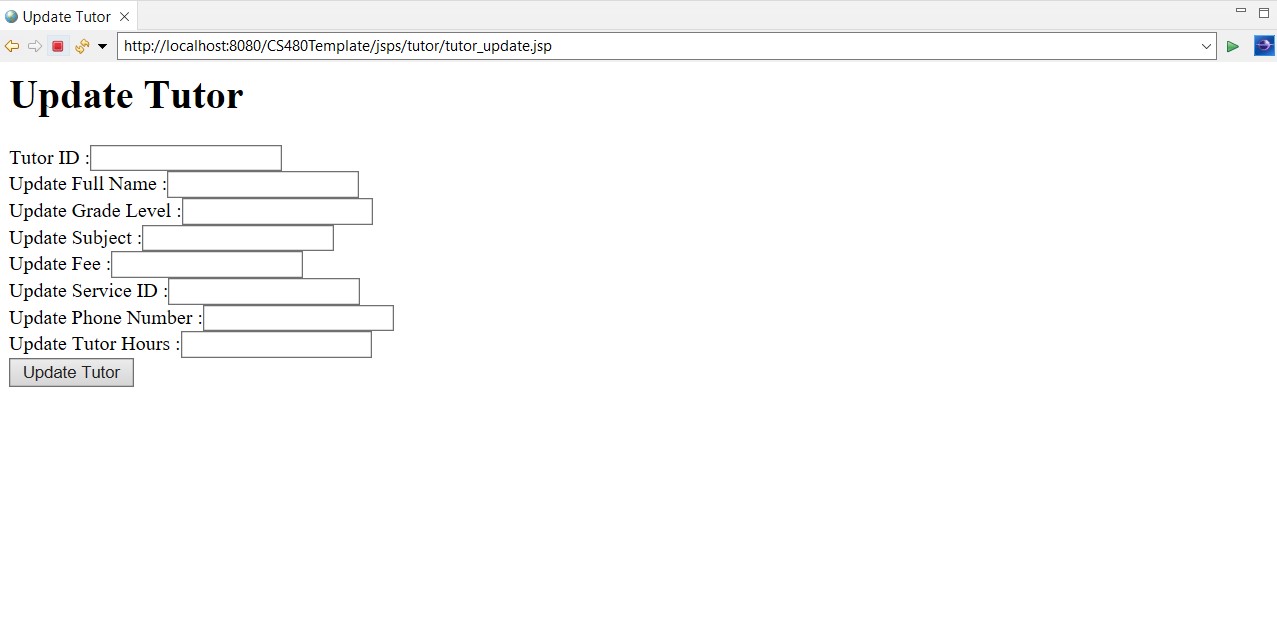 Update Tutor
http://localhost:8080/CS480Template/jsps/tutor/tutor_update.jsp
Update Tutor
Tutor ID :
Update Full Name :
Update Grade Level :
Update Subject :
Update Fee :
Update Service ID :
Update Phone Number :
Update Tutor Hours :
Update Tutor